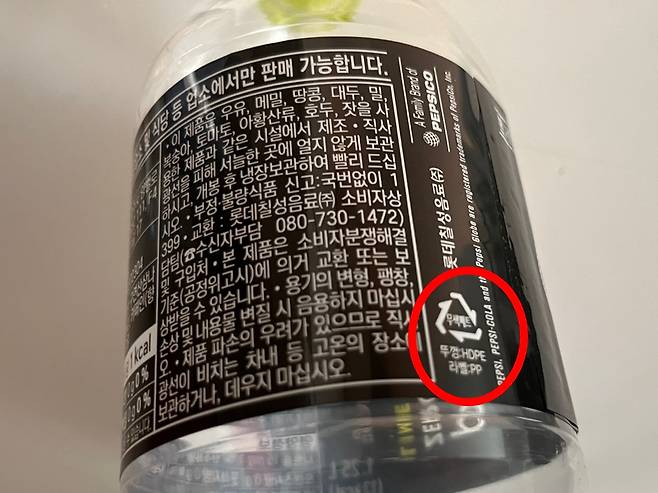 식당 등 업소에서만 판매 가능합니다.
• 이 제품은 우유, 메밀, 땅콩, 대두, 밀,
복숭아, 토마토, 아황산류, 호두, 잣을 사
용한 제품과 같은 시설에서 제조 • 직사
광선을 피해 서늘한 곳에 얼지 않게 보관
하시고, 개봉 후 냉장보관하여 빨리 드십
시오 • 부정·불량식품 신고:국번없이 1
399 • 교환 : 롯데칠성음료㈜ 소비자상
담팀(☎수신자부담 080-730-1472)
및 구입처 • 본 제품은 소비자분쟁해결
기준(공정위고시)에 의거 교환 또는 보
상받을 수 있습니다. • 용기의 변형, 팽창,
손상 및 내용물 변질 시 음용하지 마십시
오 • 제품 파손의 우려가 있으므로 직사
광선이 비치는 차내 등 고온의 장소에
보관하거나, 데우지 마십시오.
1 kcal
0 %
0 %
A Family Brand of
PEPSICO
롯데칠성음료㈜
PEPSI, PEPSI-COLA and the Pepsi Globe are registered trademarks of PepsiCo, Inc.
무색페트
뚜껑:HDPE
라벨:PP
1.25L